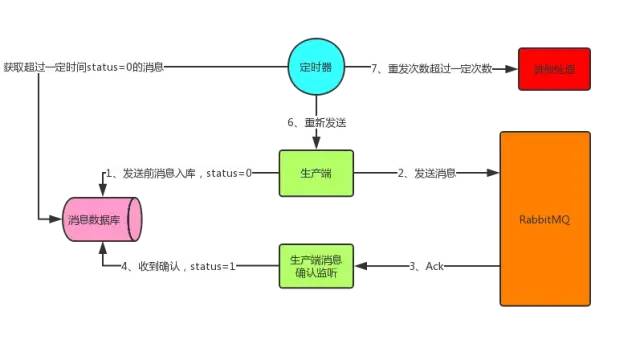 获取超过一定时间status=0的消息
定时器
7、重发次数超过一定次数
6、重新发送
1、发送前消息入库，status=0
生产端
2、发送消息
消息数据库
RabbitMQ
4、收到确认，status=1
生产端消息
确认监听
3、Ack